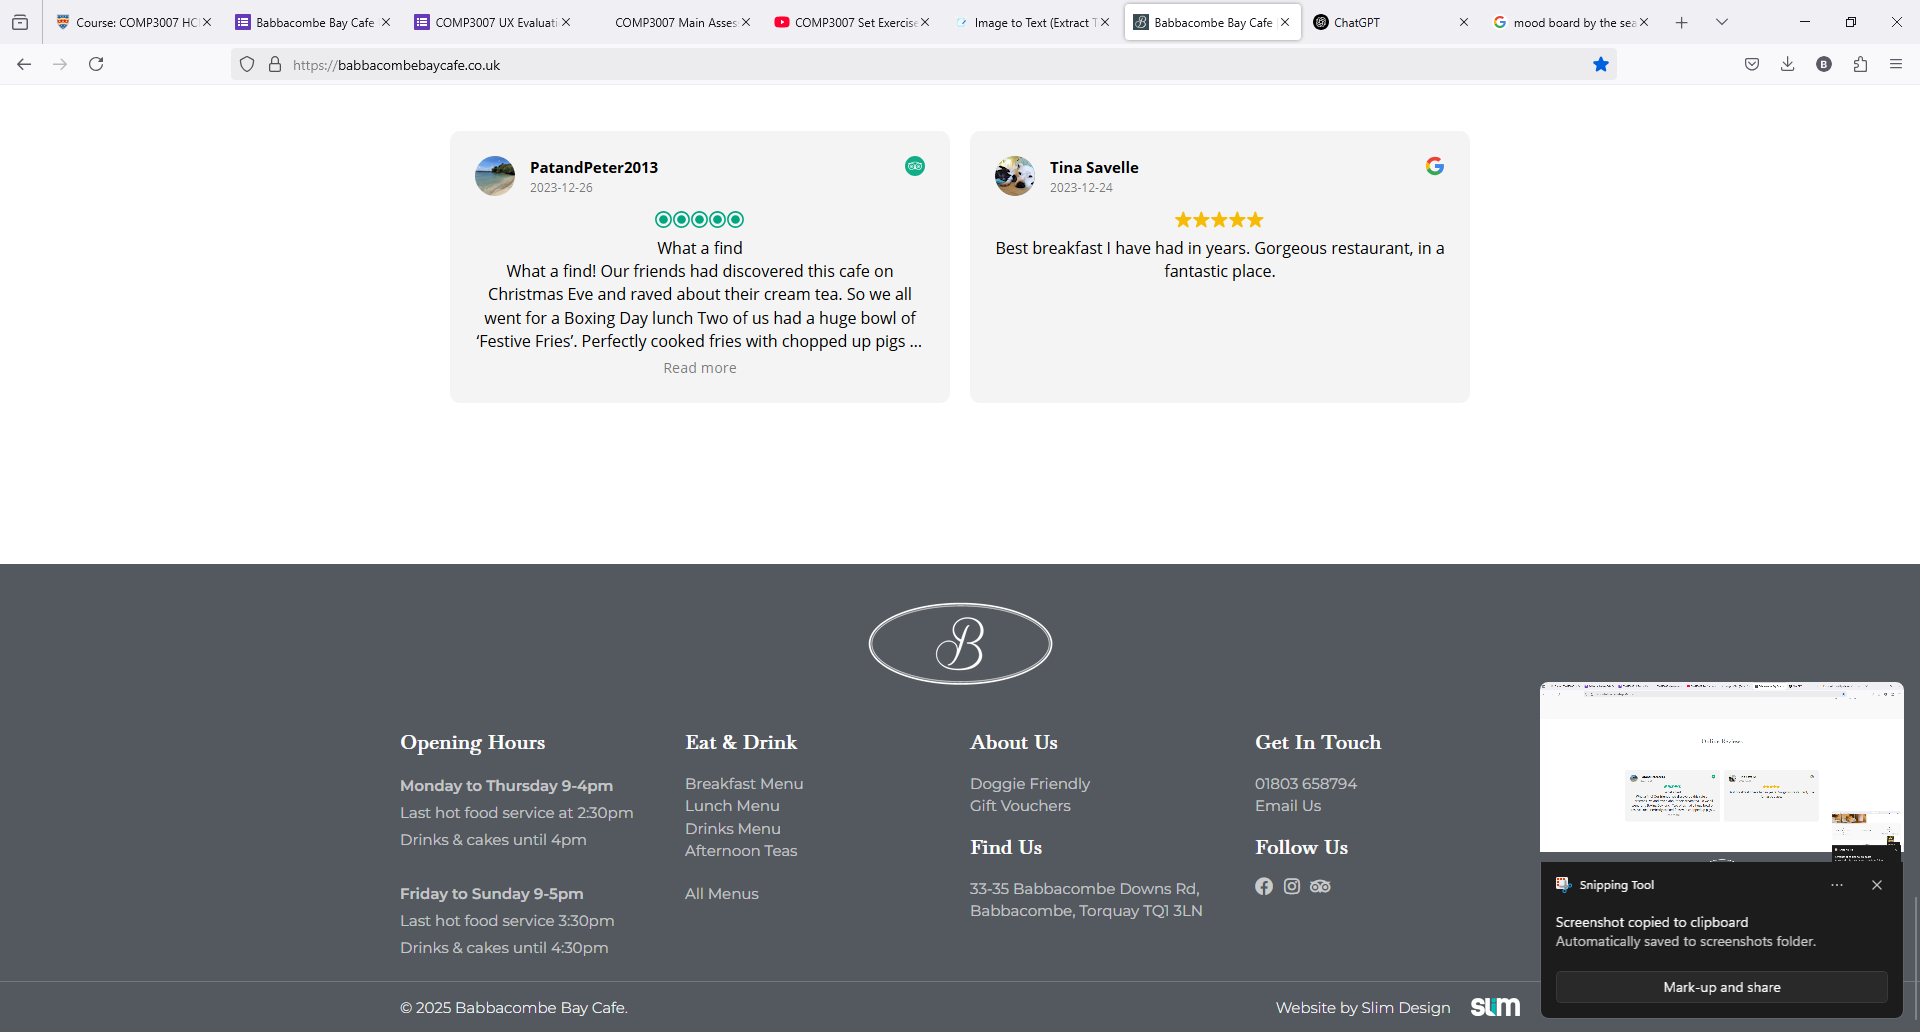 Course: COMP3007 HC
Babbacombe Bay Cafe
COMP3007 UX Evaluati
COMP3007 Main Asses
COMP3007 Set Exercise
Image to Text (Extract T
Babbacombe Bay Cafe
ChatGPT
mood board by the sea
https://babbacombebaycafe.co.uk
B
PatandPeter2013
2023-12-26
What a find
What a find! Our friends had discovered this cafe on
Christmas Eve and raved about their cream tea. So we all
went for a Boxing Day lunch Two of us had a huge bowl of
‘Festive Fries’. Perfectly cooked fries with chopped up pigs ...
Read more
Tina Savelle
2023-12-24
Best breakfast I have had in years. Gorgeous restaurant, in a
fantastic place.
B
Opening Hours
Monday to Thursday 9-4pm
Last hot food service at 2:30pm
Drinks & cakes until 4pm
Friday to Sunday 9-5pm
Last hot food service 3:30pm
Drinks & cakes until 4:30pm
Eat & Drink
Breakfast Menu
Lunch Menu
Drinks Menu
Afternoon Teas
All Menus
About Us
Doggie Friendly
Gift Vouchers
Find Us
33-35 Babbacombe Downs Rd,
Babbacombe, Torquay TQ1 3LN
Get In Touch
01803 658794
Email Us
Follow Us
Online Reviews
Snipping Tool
Screenshot copied to clipboard
Automatically saved to screenshots folder.
Mark-up and share
© 2025 Babbacombe Bay Cafe.
Website by Slim Design
slim